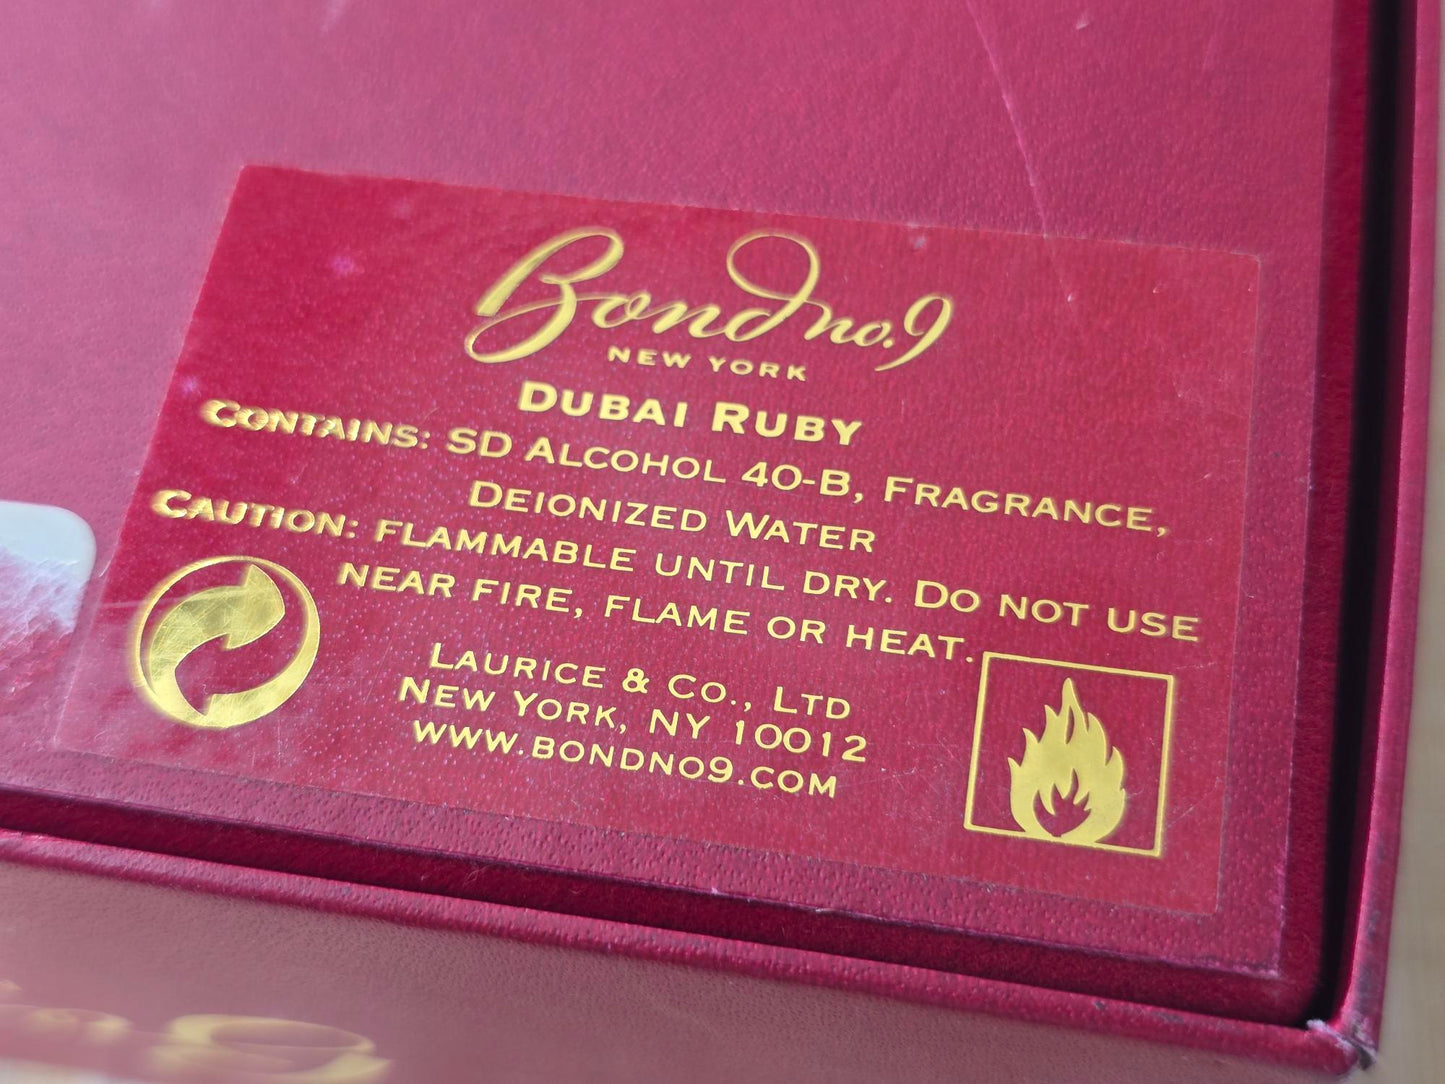 Bond no. 9
NEW YORK
DUBAI RUBY
CONTAINS: SD ALCOHOL 40-B, FRAGRANCE,
DEIONIZED WATER
CAUTION: FLAMMABLE UNTIL DRY. DO NOT USE
NEAR FIRE, FLAME OR HEAT.
LAURICE & CO., LTD
NEW YORK, NY 10012
WWW.BONDNO9.COM